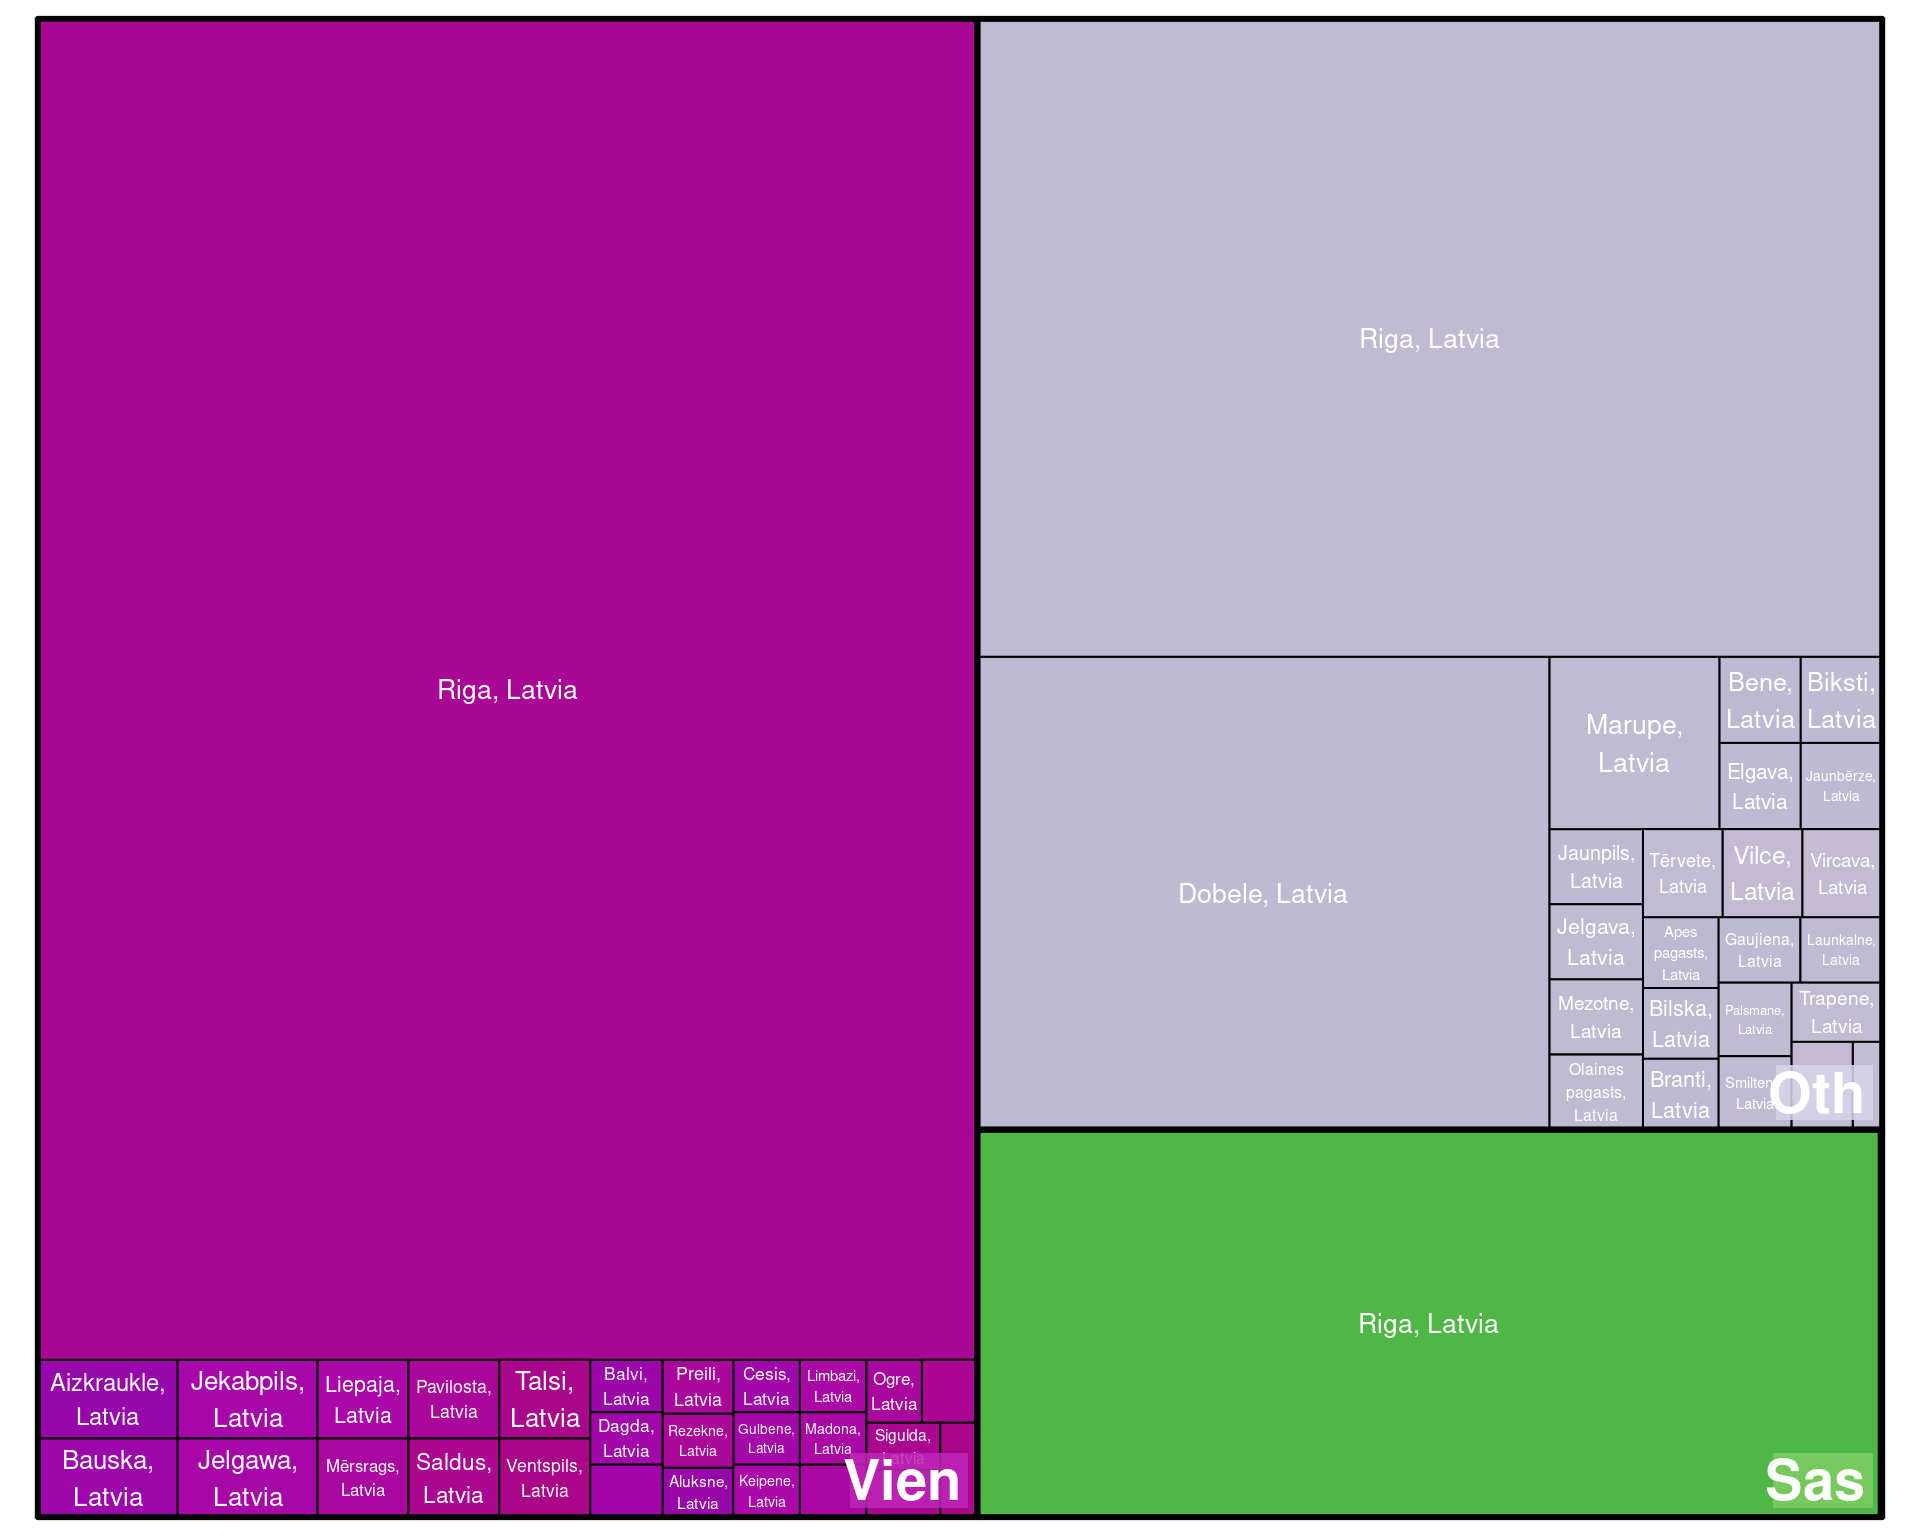 Riga, Latvia
Aizkraukle,
Latvia
Jekabpils,
Latvia
Liepaja,
Latvia
Pavilosta,
Latvia
Talsi,
Latvia
Balvi,
Latvia
Preili,
Latvia
Cesis,
Latvia
Limbazi,
Latvia
Ogre,
Latvia
Dagda,
Latvia
Rezekne,
Latvia
Gulbene,
Latvia
Madona,
Latvia
Sigulda,
Latvia
Bauska,
Latvia
Jelgawa,
Latvia
Mērsrags,
Latvia
Saldus,
Latvia
Ventspils,
Latvia
Aluksne,
Latvia
Keipene,
Latvia
Vien
Riga, Latvia
Dobele, Latvia
Marupe,
Latvia
Bene,
Latvia
Biksti,
Latvia
Elgava,
Latvia
Jaunbērze,
Latvia
Jaunpils,
Latvia
Tērvete,
Latvia
Vilce,
Latvia
Vircava,
Latvia
Jelgava,
Latvia
Apes
pagasts,
Latvia
Gaujiena,
Latvia
Launkalne,
Latvia
Mezotne,
Latvia
Bilska,
Latvia
Palsmane,
Latvia
Trapene,
Latvia
Olaines
pagasts,
Latvia
Branti,
Latvia
Smilten
Latvia
Oth
Riga, Latvia
Sas